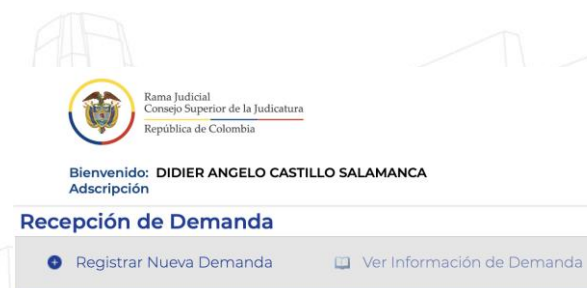 Rama Judicial
Consejo Superior de la Judicatura
República de Colombia
Bienvenido: DIDIER ANGELO CASTILLO SALAMANCA
Adscripción
Recepción de Demanda
Registrar Nueva Demanda Ver Información de Demanda